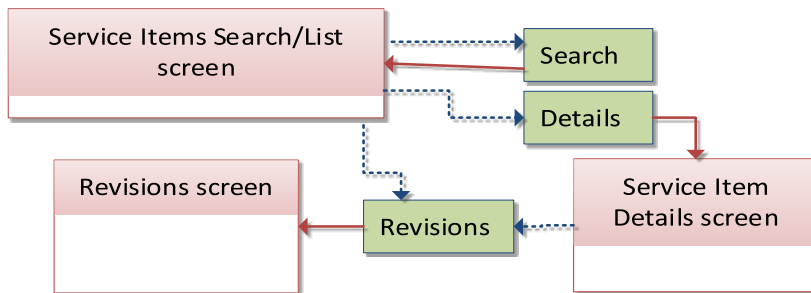 Service Items Search/List
screen
Search
Details
Revisions screen
Revisions
Service Item
Details screen